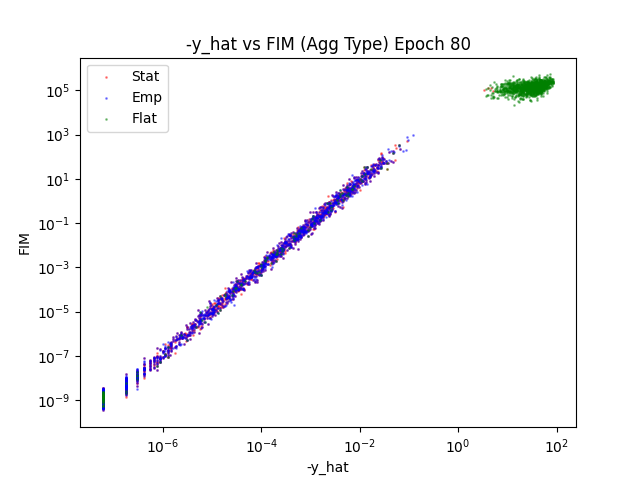 -y_hat vs FIM (Agg Type) Epoch 80
Stat
Emp
Flat
FIM
10^5
10^3
10^1
10^-1
10^-3
10^-5
10^-7
10^-9
10^-6
10^-4
10^-2
10^0
10^2
-y_hat